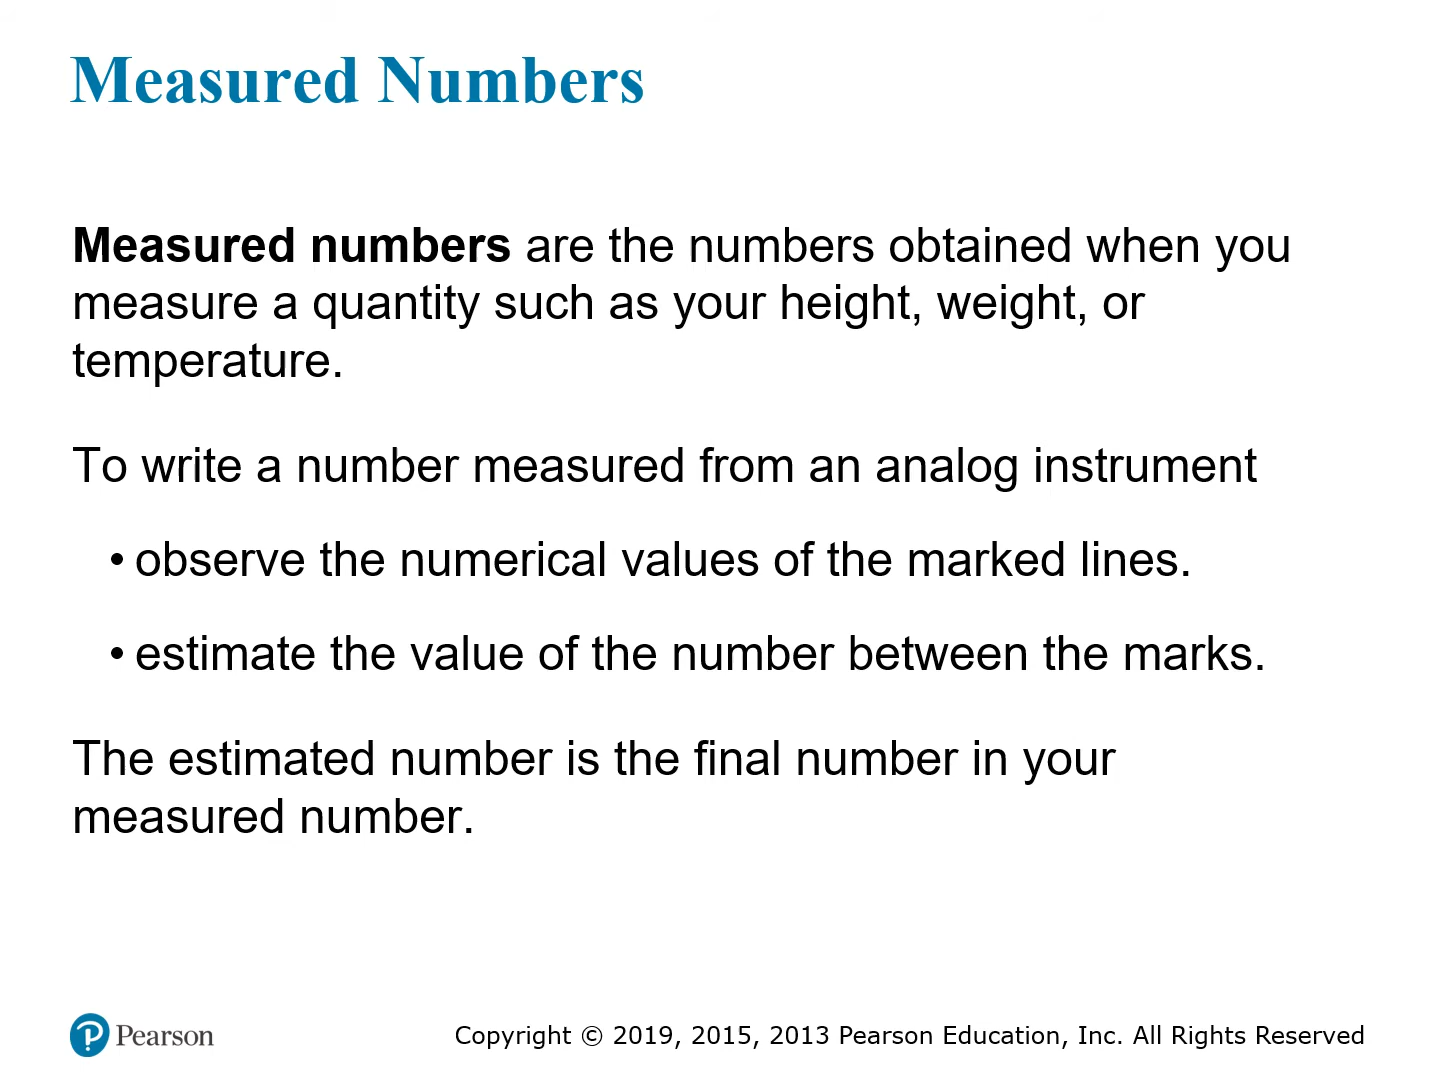 Measured Numbers
Measured numbers are the numbers obtained when you
measure a quantity such as your height, weight, or
temperature.
To write a number measured from an analog instrument
• observe the numerical values of the marked lines.
• estimate the value of the number between the marks.
The estimated number is the final number in your
measured number.
P Pearson
Copyright © 2019, 2015, 2013 Pearson Education, Inc. All Rights Reserved